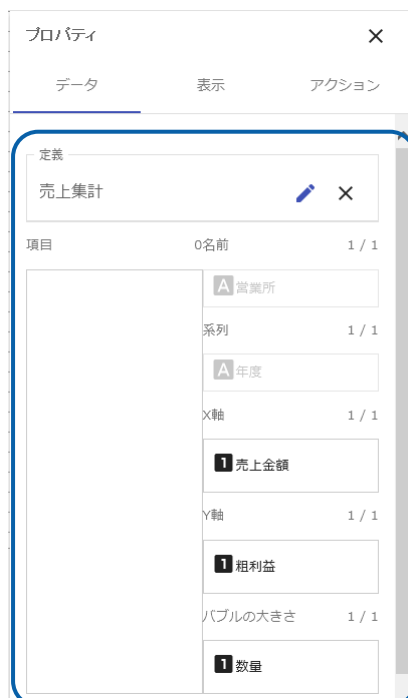 プロパティ
データ 表示 アクション
定義
売上集計
項目 0 名前 1 / 1
A 営業所
系列 1 / 1
A 年度
X軸 1 / 1
1 売上金額
Y軸 1 / 1
1 粗利益
バブルの大きさ 1 / 1
1 数量